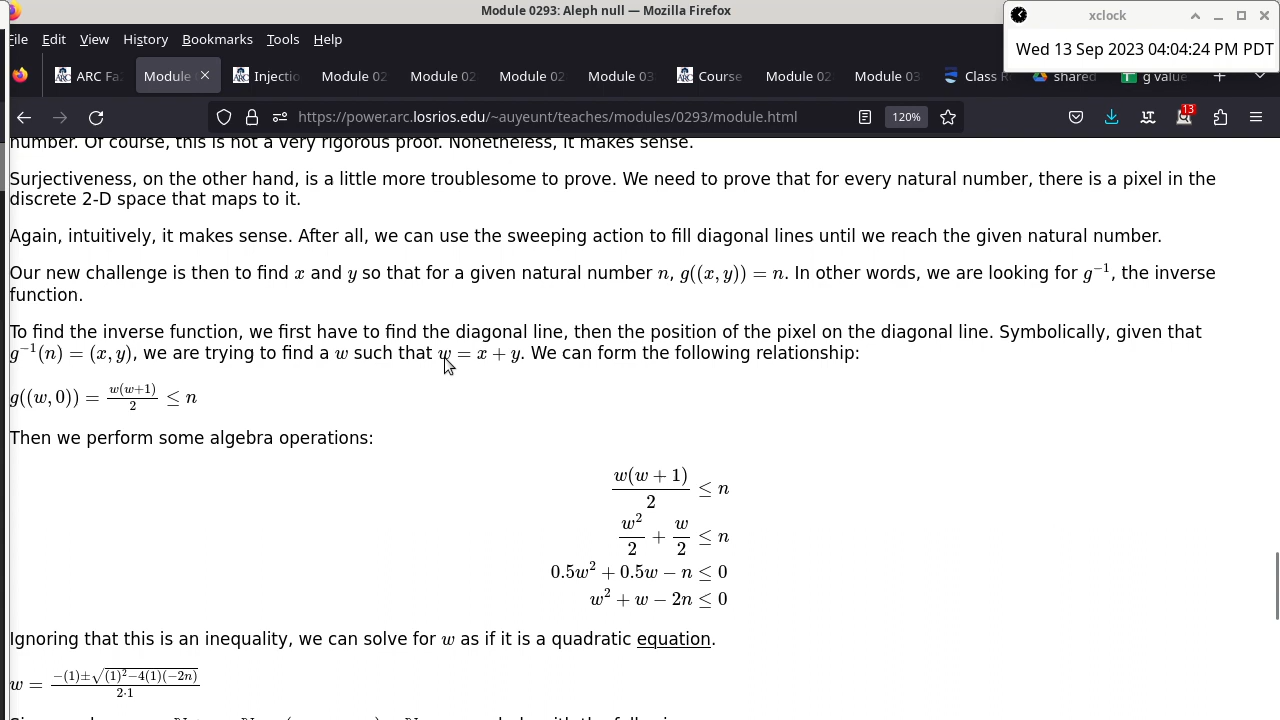 Module 0293: Aleph null — Mozilla Firefox
xclock
Wed 13 Sep 2023 04:04:24 PM PDT
File Edit View History Bookmarks Tools Help
ARC Fa Module Injectio Module 02 Module 02 Module 02 Module 03 Course Module 02 Module 03 Class R shared g value
https://power.arc.losrios.edu/~auyeunt/teaches/modules/0293/module.html
120%
13
number. Of course, this is not a very rigorous proof. Nonetheless, it makes sense.
Surjectiveness, on the other hand, is a little more troublesome to prove. We need to prove that for every natural number, there is a pixel in the
discrete 2-D space that maps to it.
Again, intuitively, it makes sense. After all, we can use the sweeping action to fill diagonal lines until we reach the given natural number.
Our new challenge is then to find x and y so that for a given natural number n, g((x, y)) = n. In other words, we are looking for g⁻¹, the inverse
function.
To find the inverse function, we first have to find the diagonal line, then the position of the pixel on the diagonal line. Symbolically, given that
g⁻¹(n) = (x, y), we are trying to find a w such that w = x + y. We can form the following relationship:
g((w, 0)) = w(w+1)/2 ≤ n
Then we perform some algebra operations:
w(w + 1)/2 ≤ n
w²/2 + w/2 ≤ n
0.5w² + 0.5w − n ≤ 0
w² + w − 2n ≤ 0
Ignoring that this is an inequality, we can solve for w as if it is a quadratic equation.
w = −(1)±√(1)²−4(1)(−2n)/2·1